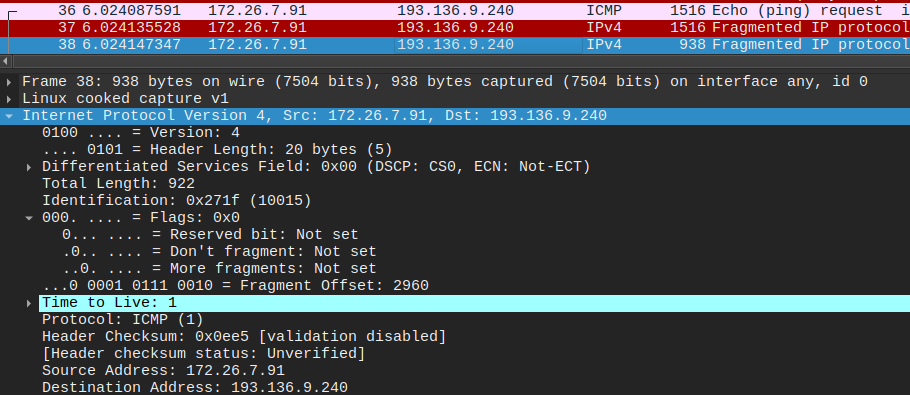 36 6.024087591 172.26.7.91 193.136.9.240 ICMP 1516 Echo (ping) request i
37 6.024135528 172.26.7.91 193.136.9.240 IPv4 1516 Fragmented IP protocol
38 6.024147347 172.26.7.91 193.136.9.240 IPv4 938 Fragmented IP protocol
Frame 38: 938 bytes on wire (7504 bits), 938 bytes captured (7504 bits) on interface any, id 0
Linux cooked capture v1
Internet Protocol Version 4, Src: 172.26.7.91, Dst: 193.136.9.240
0100 .... = Version: 4
.... 0101 = Header Length: 20 bytes (5)
Differentiated Services Field: 0x00 (DSCP: CS0, ECN: Not-ECT)
Total Length: 922
Identification: 0x271f (10015)
000. .... = Flags: 0x0
0... .... = Reserved bit: Not set
.0.. .... = Don't fragment: Not set
..0. .... = More fragments: Not set
...0 0001 0111 0010 = Fragment Offset: 2960
Time to Live: 1
Protocol: ICMP (1)
Header Checksum: 0x0ee5 [validation disabled]
[Header checksum status: Unverified]
Source Address: 172.26.7.91
Destination Address: 193.136.9.240